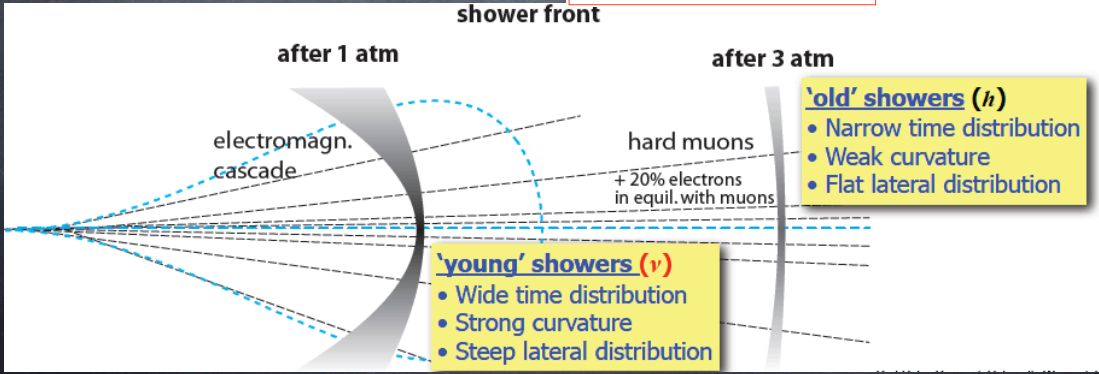 shower front
after 1 atm
after 3 atm
electromagn.
cascade
hard muons
+ 20% electrons
in equil. with muons
'old' showers (h)
• Narrow time distribution
• Weak curvature
• Flat lateral distribution
'young' showers (ν)
• Wide time distribution
• Strong curvature
• Steep lateral distribution